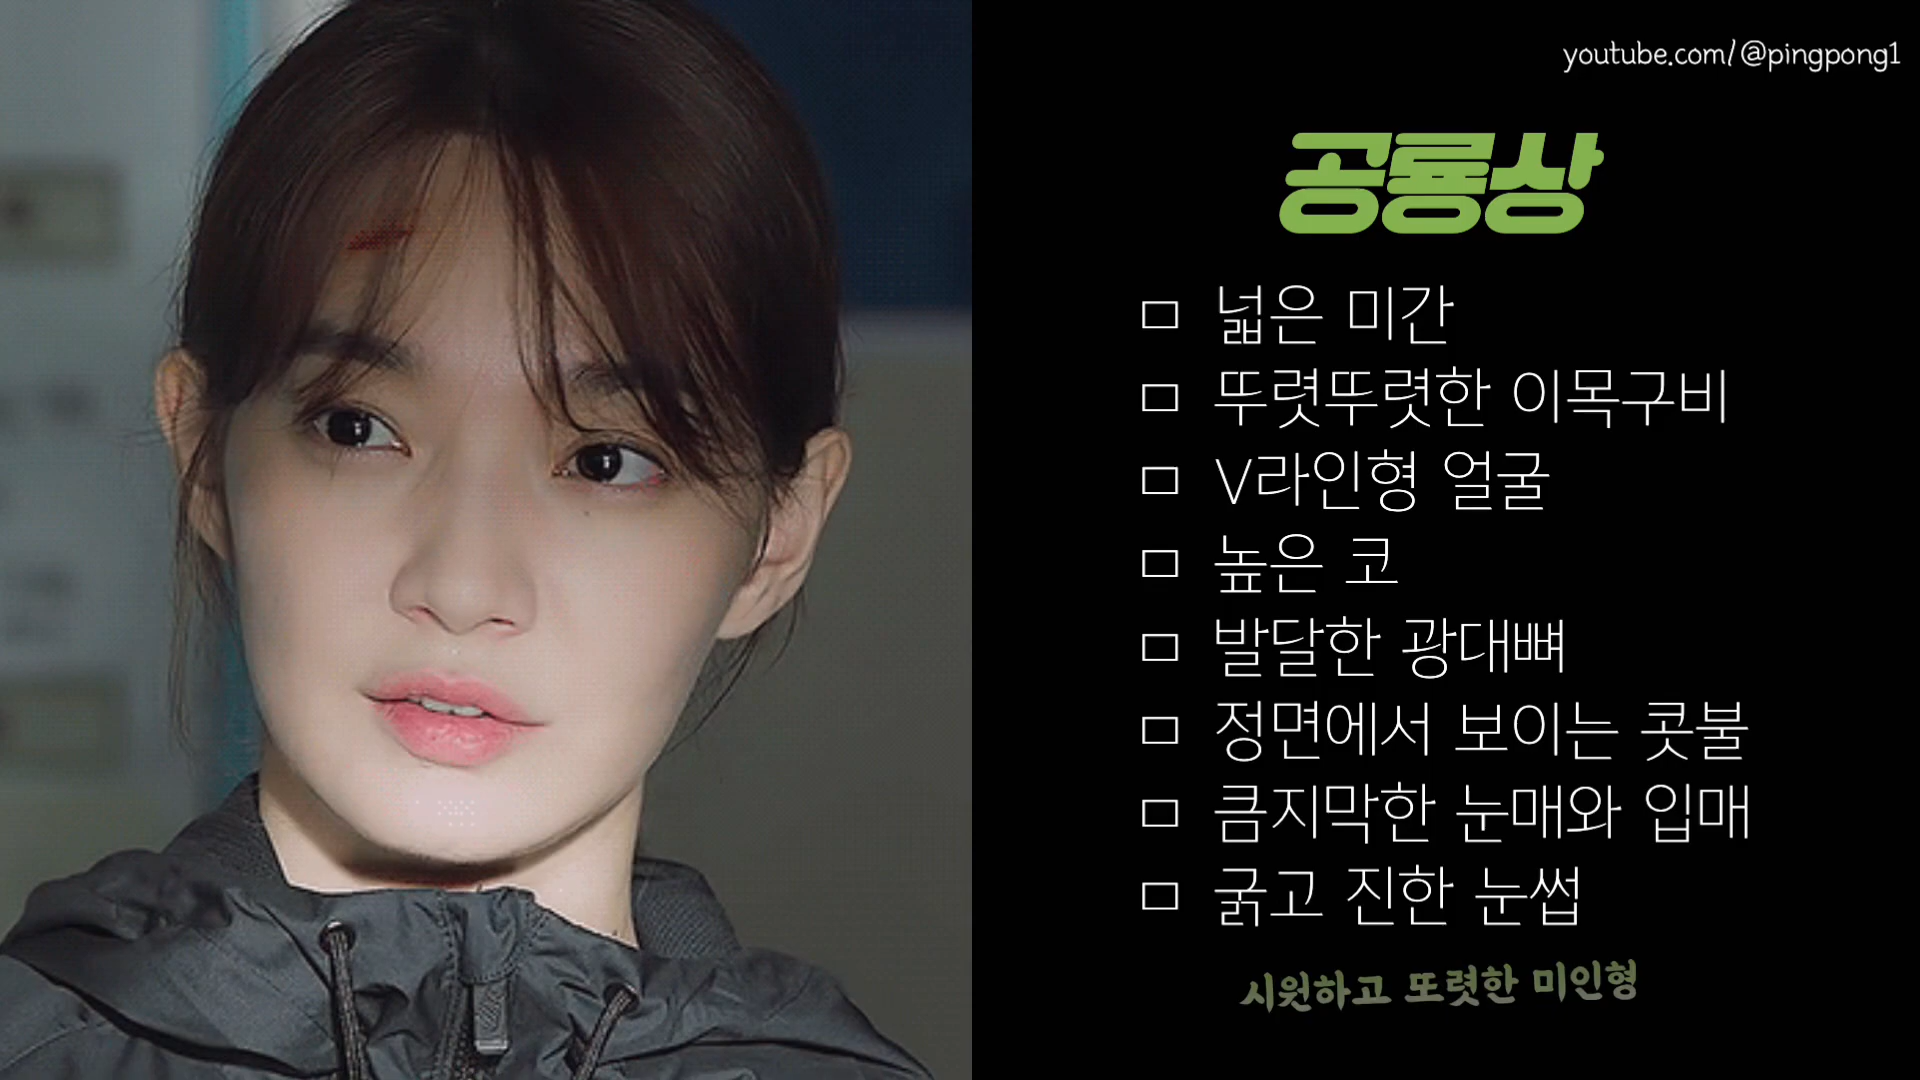 youtube.com/@pingpong1
공룡상
넓은 미간
뚜렷뚜렷한 이목구비
V라인형 얼굴
높은 코
발달한 광대뼈
정면에서 보이는 콧불
큼지막한 눈매와 입매
굵고 진한 눈썹
시원하고 또렷한 미인형